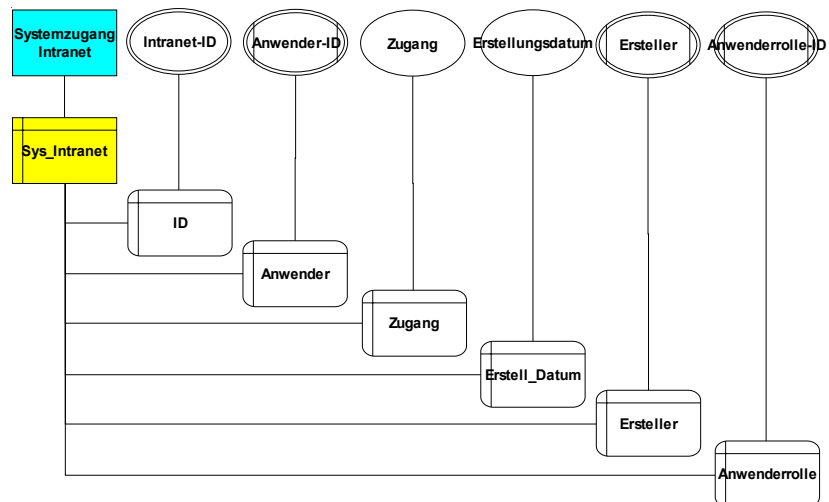 Systemzugang
Intranet
Intranet-ID
Anwender-ID
Zugang
Erstellungsdatum
Ersteller
Anwenderrolle-ID
Sys_Intranet
ID
Anwender
Zugang
Erstell_Datum
Ersteller
Anwenderrolle